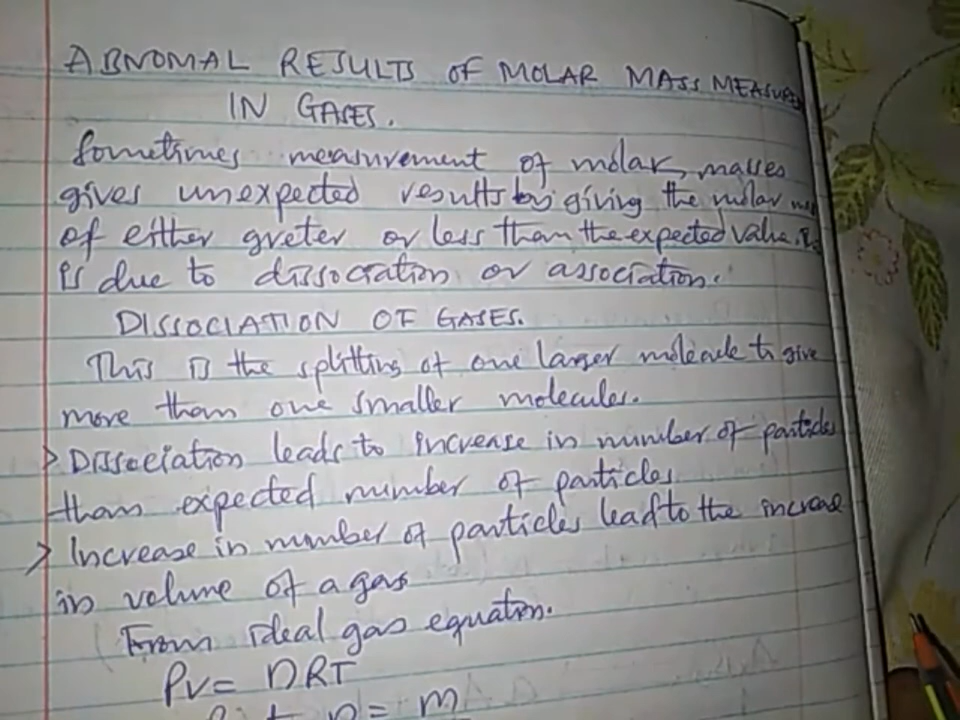 ABNOMAL RESULTS OF MOLAR MASS MEASURE
IN GASES.
Sometimes measurement of molar masses
gives unexpected results by giving the molar
of either greter or less than the expected value.
is due to dissociation or association.
DISSOCIATION OF GASES.
This is the splitting of one larger molecule to give
more than one smaller molecules.
> Dissociation leads to increase in number of particles
than expected number of particles.
> Increase in number of particles lead to the increase
in volume of a gas
From ideal gas equation.
PV = nRT
n = m